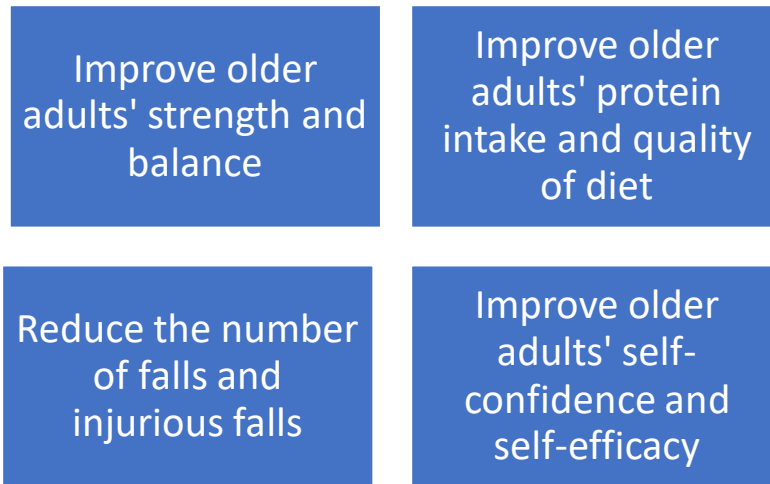 Improve older
adults' strength and
balance
Improve older
adults' protein
intake and quality
of diet
Reduce the number
of falls and
injurious falls
Improve older
adults' self-
confidence and
self-efficacy